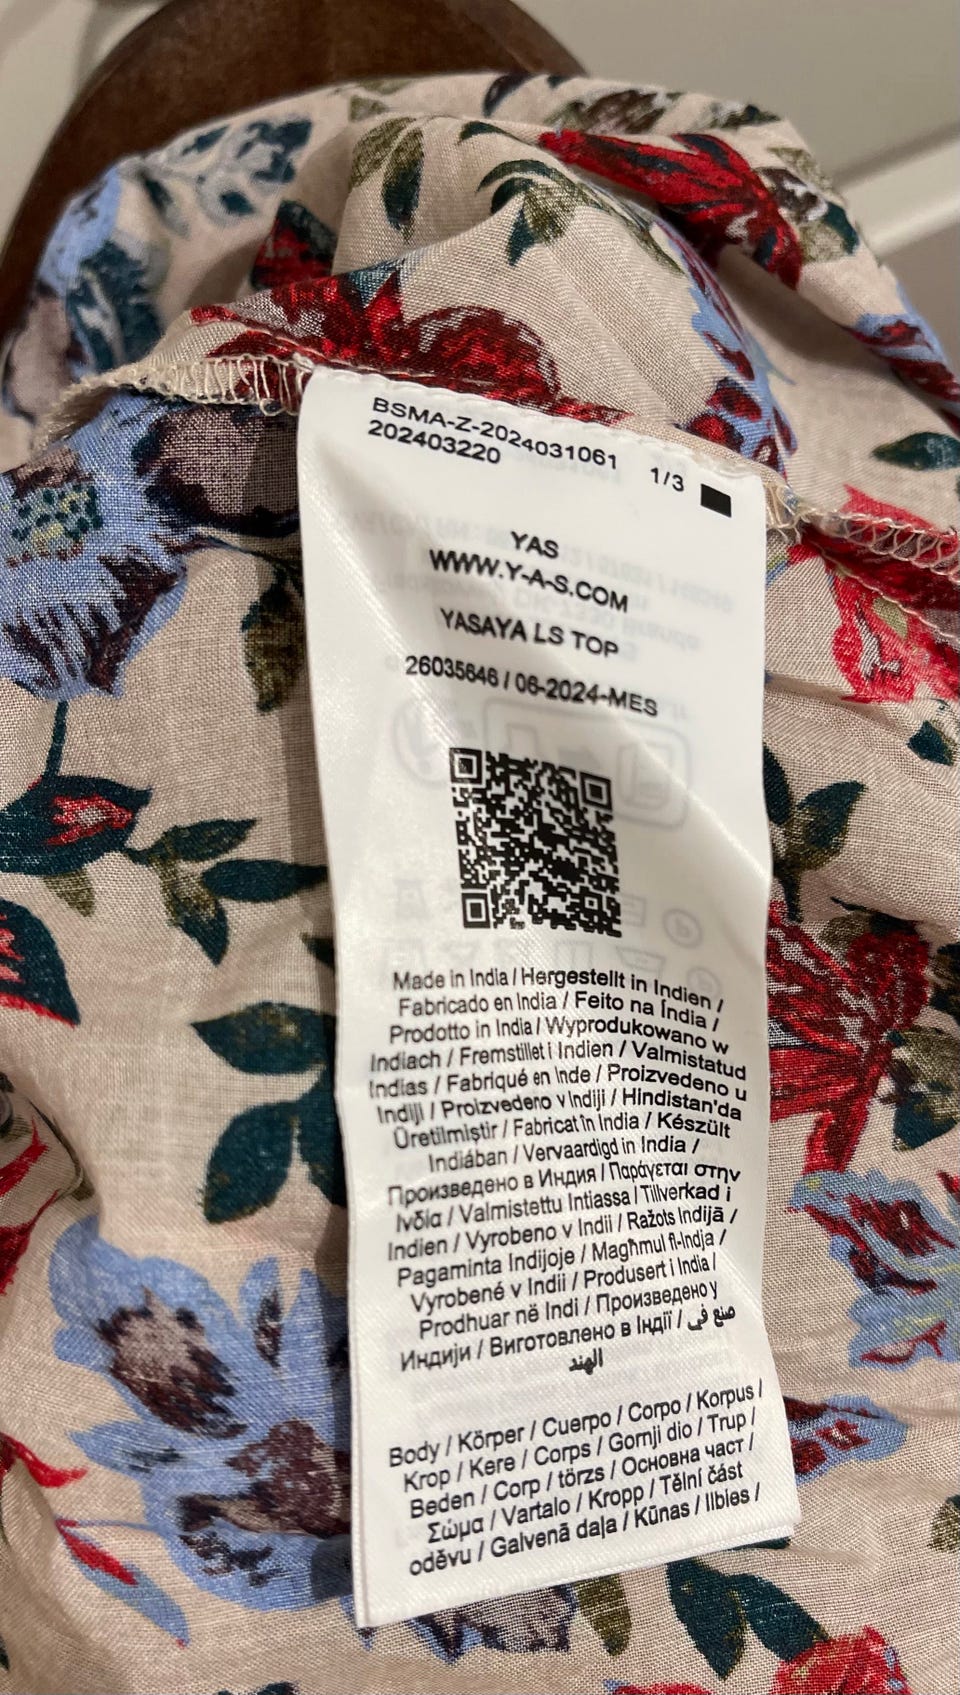 BSMA-Z-2024031061
202403220 1/3
YAS
WWW.Y-A-S.COM
YASAYA LS TOP
26035646 / 06-2024-MES
Made in India / Hergestellt in Indien /
Fabricado en India / Feito na Índia /
Prodotto in India / Wyprodukowano w
Indiach / Fremstillet i Indien / Valmistatud
Indias / Fabriqué en Inde / Proizvedeno u
Indiji / Proizvedero v Indiji / Hindistan'da
Üretilmiştir / Fabricat în India / Készült
Indiában / Vervaardigd in India /
Произведено в Индия / Παράγεται στην
Ινδία / Valmistettu Intiassa / Tillverkad i
Indien / Vyrobeno v Indii / Ražots Indijā /
Pagaminta Indijoje / Magħmul fl-Indja /
Vyrobené v Indii / Produsert i India /
Prodhuar në Indi / Произведено у
Индији / Виготовлено в Індії / صنع في
الهند
Body / Körper / Cuerpo / Corpo / Korpus /
Krop / Kere / Corps / Gornji dio / Trup /
Beden / Corp / törzs / Основна част /
Σώμα / Vartalo / Kropp / Tělní část
oděvu / Galvenā daļa / Kūnas / Ilbies /